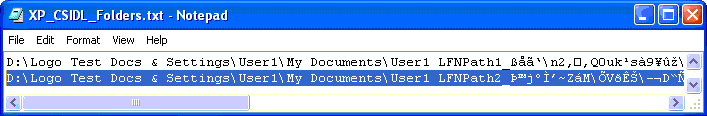 XP_CSIDL_Folders.txt - Notepad
File Edit Format View Help
D:\Logo Test Docs & Settings\User1\My Documents\User1 LFNPath1_ßåã
D:\Logo Test Docs & Settings\User1\My Documents\User1 LFNPath2_